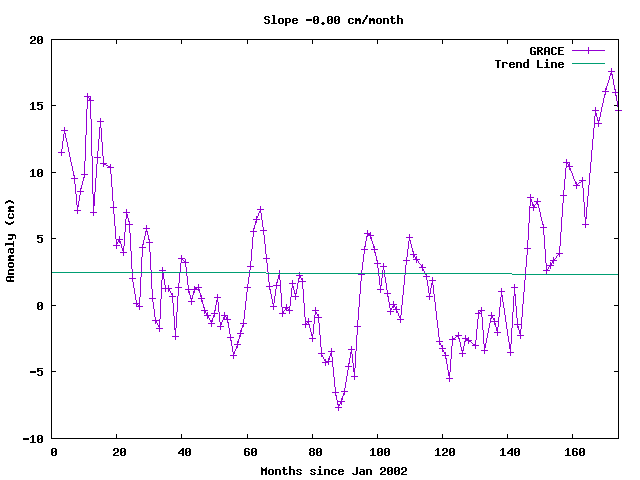 Slope -0.00 cm/month
GRACE
Trend Line
Anomaly (cm)
20
15
10
5
0
-5
-10
0 20 40 60 80 100 120 140 160
Months since Jan 2002